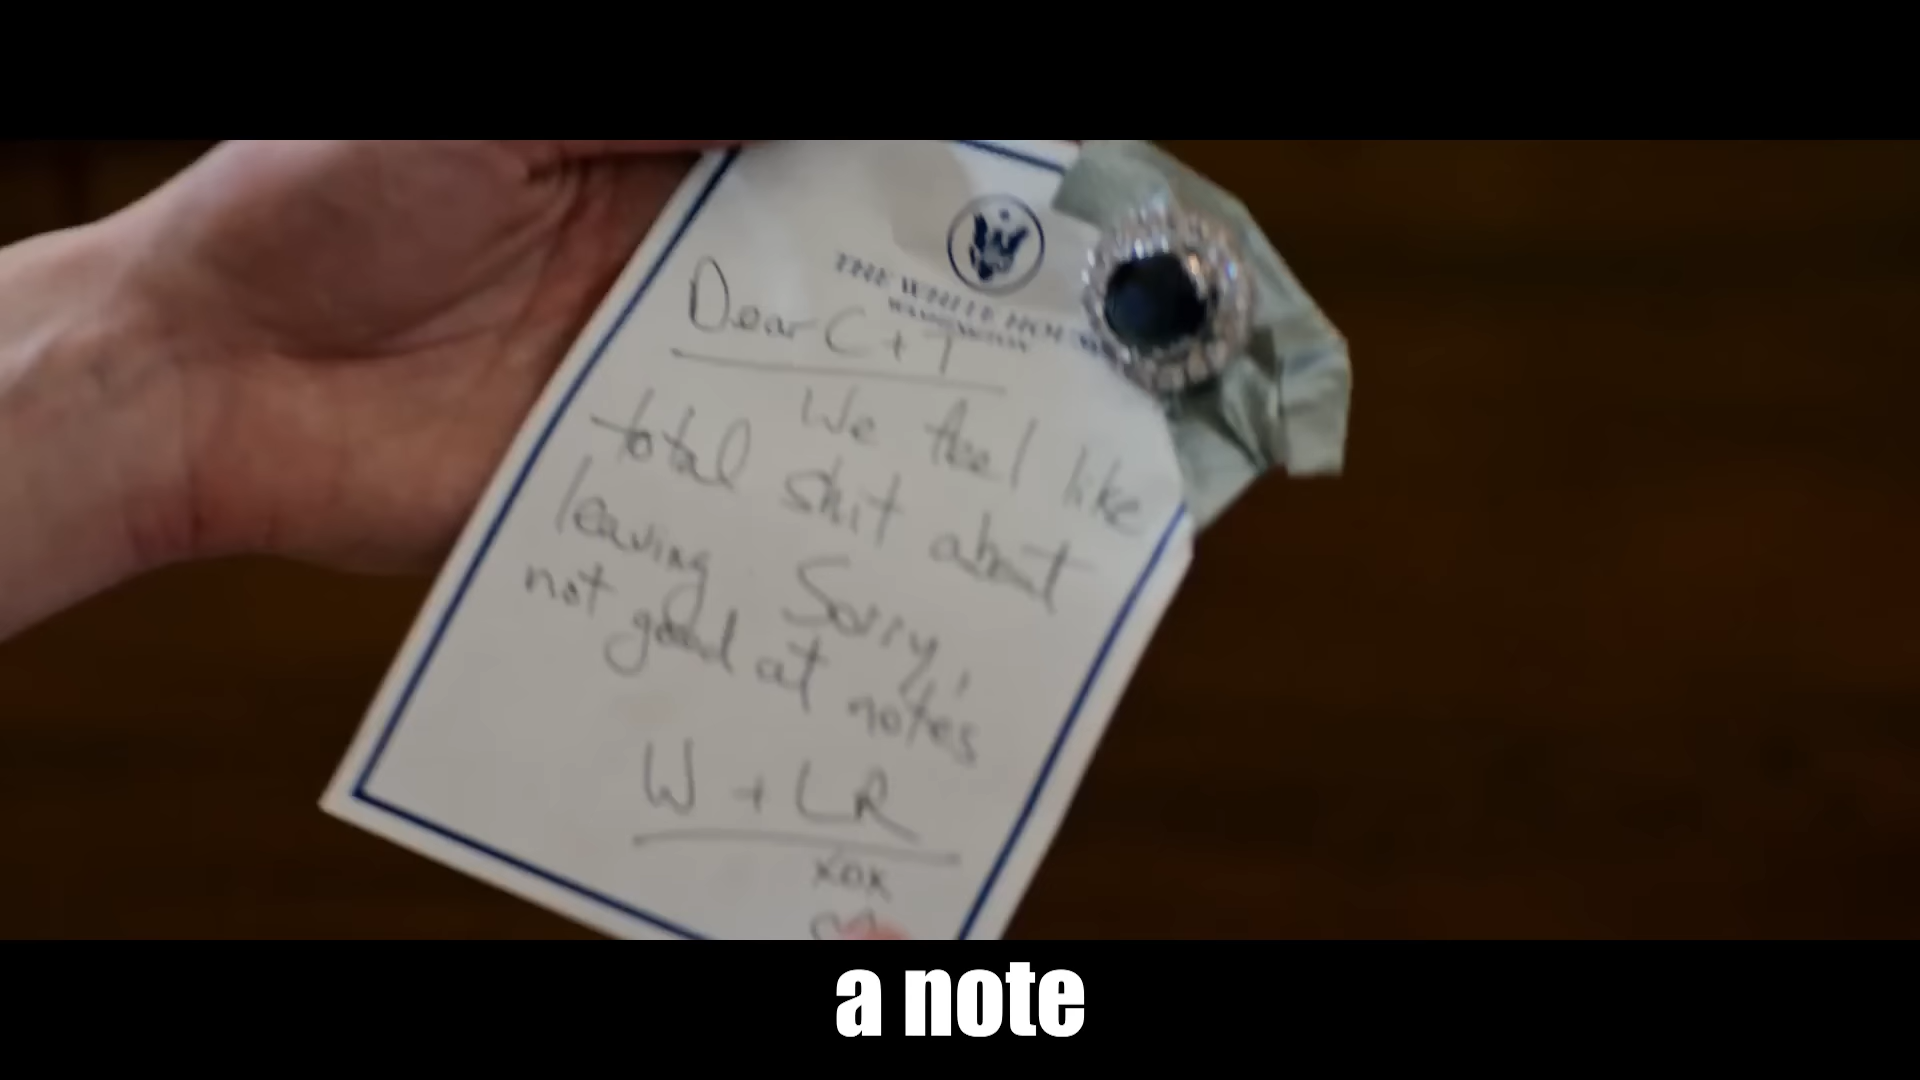 THE WHITE HOUSE
WASHINGTON
Dear C + T
We feel like
total shit about
leaving. Sorry,
not good at notes
W + LR
xox
a note